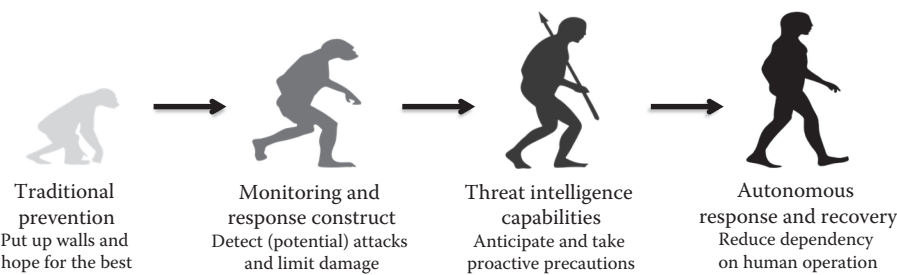 Traditional
prevention
Put up walls and
hope for the best
Monitoring and
response construct
Detect (potential) attacks
and limit damage
Threat intelligence
capabilities
Anticipate and take
proactive precautions
Autonomous
response and recovery
Reduce dependency
on human operation